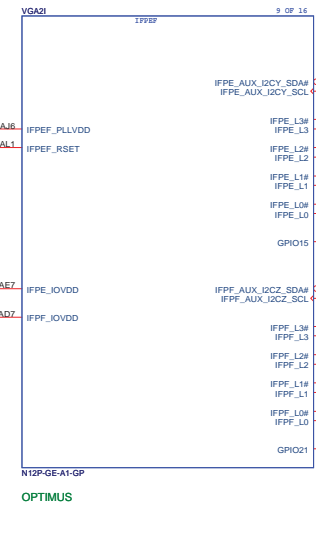 VGA2I
9 OF 16
IFPEF
IFPE_AUX_I2CY_SDA#
IFPE_AUX_I2CY_SCL
IFPE_L3#
IFPE_L3
AJ6
IFPEF_PLLVDD
AL1
IFPEF_RSET
IFPE_L2#
IFPE_L2
IFPE_L1#
IFPE_L1
IFPE_L0#
IFPE_L0
GPIO15
AE7
IFPE_IOVDD
IFPF_AUX_I2CZ_SDA#
IFPF_AUX_I2CZ_SCL
AD7
IFPF_IOVDD
IFPF_L3#
IFPF_L3
IFPF_L2#
IFPF_L2
IFPF_L1#
IFPF_L1
IFPF_L0#
IFPF_L0
GPIO21
N12P-GE-A1-GP
OPTIMUS